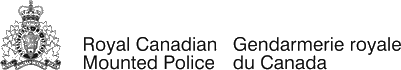 Royal Canadian
Mounted Police
Gendarmerie royale
du Canada